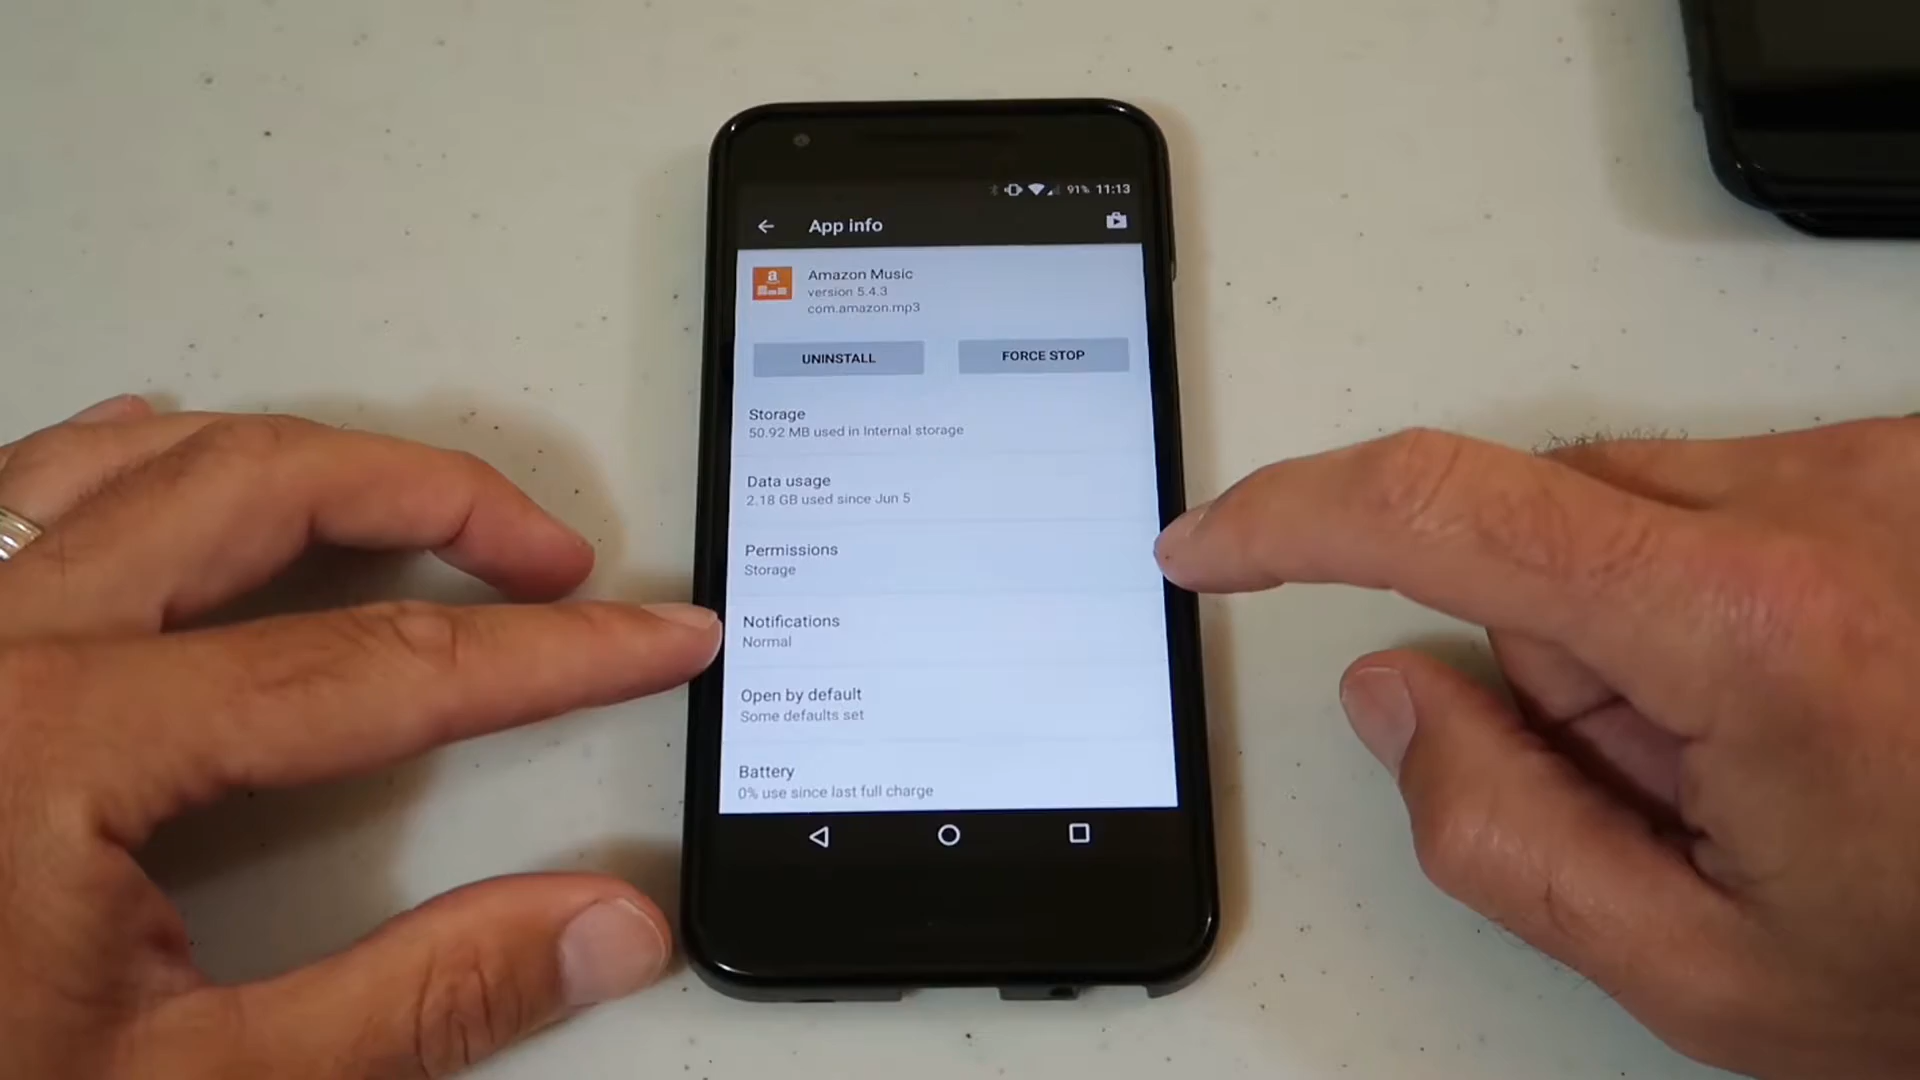 91% 11:13
App info
a
Amazon Music
version 5.4.3
com.amazon.mp3
UNINSTALL
FORCE STOP
Storage
50.92 MB used in Internal storage
Data usage
2.18 GB used since Jun 5
Permissions
Storage
Notifications
Normal
Open by default
Some defaults set
Battery
0% use since last full charge